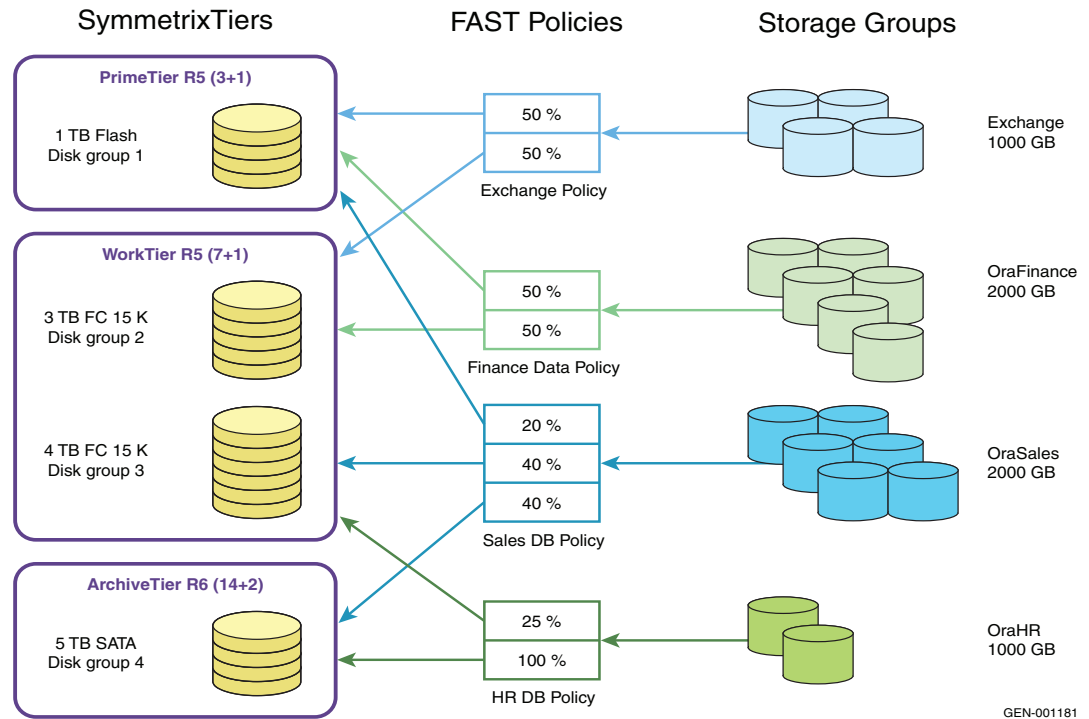 SymmetrixTiers
FAST Policies
Storage Groups
PrimeTier R5 (3+1)
1 TB Flash
Disk group 1
50 %
50 %
Exchange Policy
Exchange
1000 GB
WorkTier R5 (7+1)
3 TB FC 15 K
Disk group 2
50 %
50 %
Finance Data Policy
OraFinance
2000 GB
4 TB FC 15 K
Disk group 3
20 %
40 %
40 %
Sales DB Policy
OraSales
2000 GB
ArchiveTier R6 (14+2)
5 TB SATA
Disk group 4
25 %
100 %
HR DB Policy
OraHR
1000 GB
GEN-001181